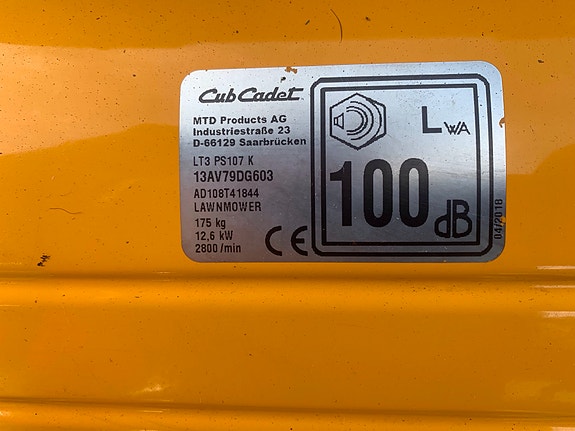 Cub Cadet
MTD Products AG
Industriestraße 23
D-66129 Saarbrücken
LT3 PS107 K
13AV79DG603
AD108T41844
LAWNMOWER
175 kg
12,6 kW
2800 /min
CE
LWA
100
dB
04/2018